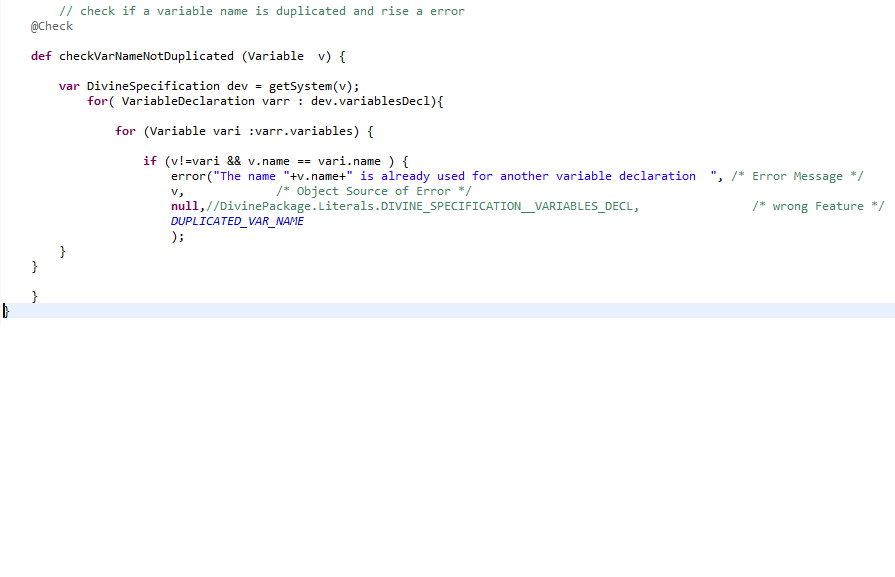 // check if a variable name is duplicated and rise a error
@Check
def checkVarNameNotDuplicated (Variable  v) {
var DivineSpecification dev = getSystem(v);
for( VariableDeclaration varr : dev.variablesDecl){
for (Variable vari :varr.variables) {
if (v!=vari && v.name == vari.name ) {
error("The name "+v.name+" is already used for another variable declaration  ", /* Error Message */
v,             /* Object Source of Error */
null,//DivinePackage.Literals.DIVINE_SPECIFICATION__VARIABLES_DECL,                /* wrong Feature */
DUPLICATED_VAR_NAME
);
}
}
}
}